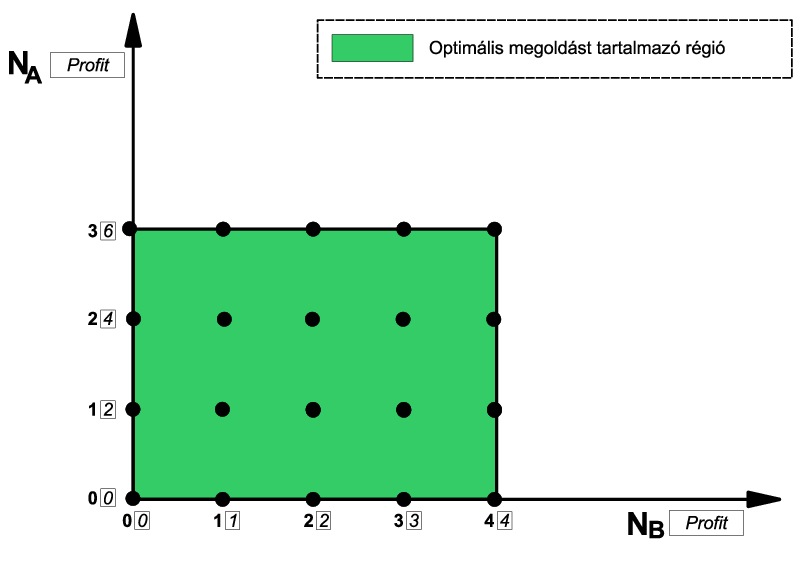 Optimális megoldást tartalmazó régió
NA Profit
3 6
2 4
1 2
0 0
0 0 1 1 2 2 3 3 4 4
NB Profit